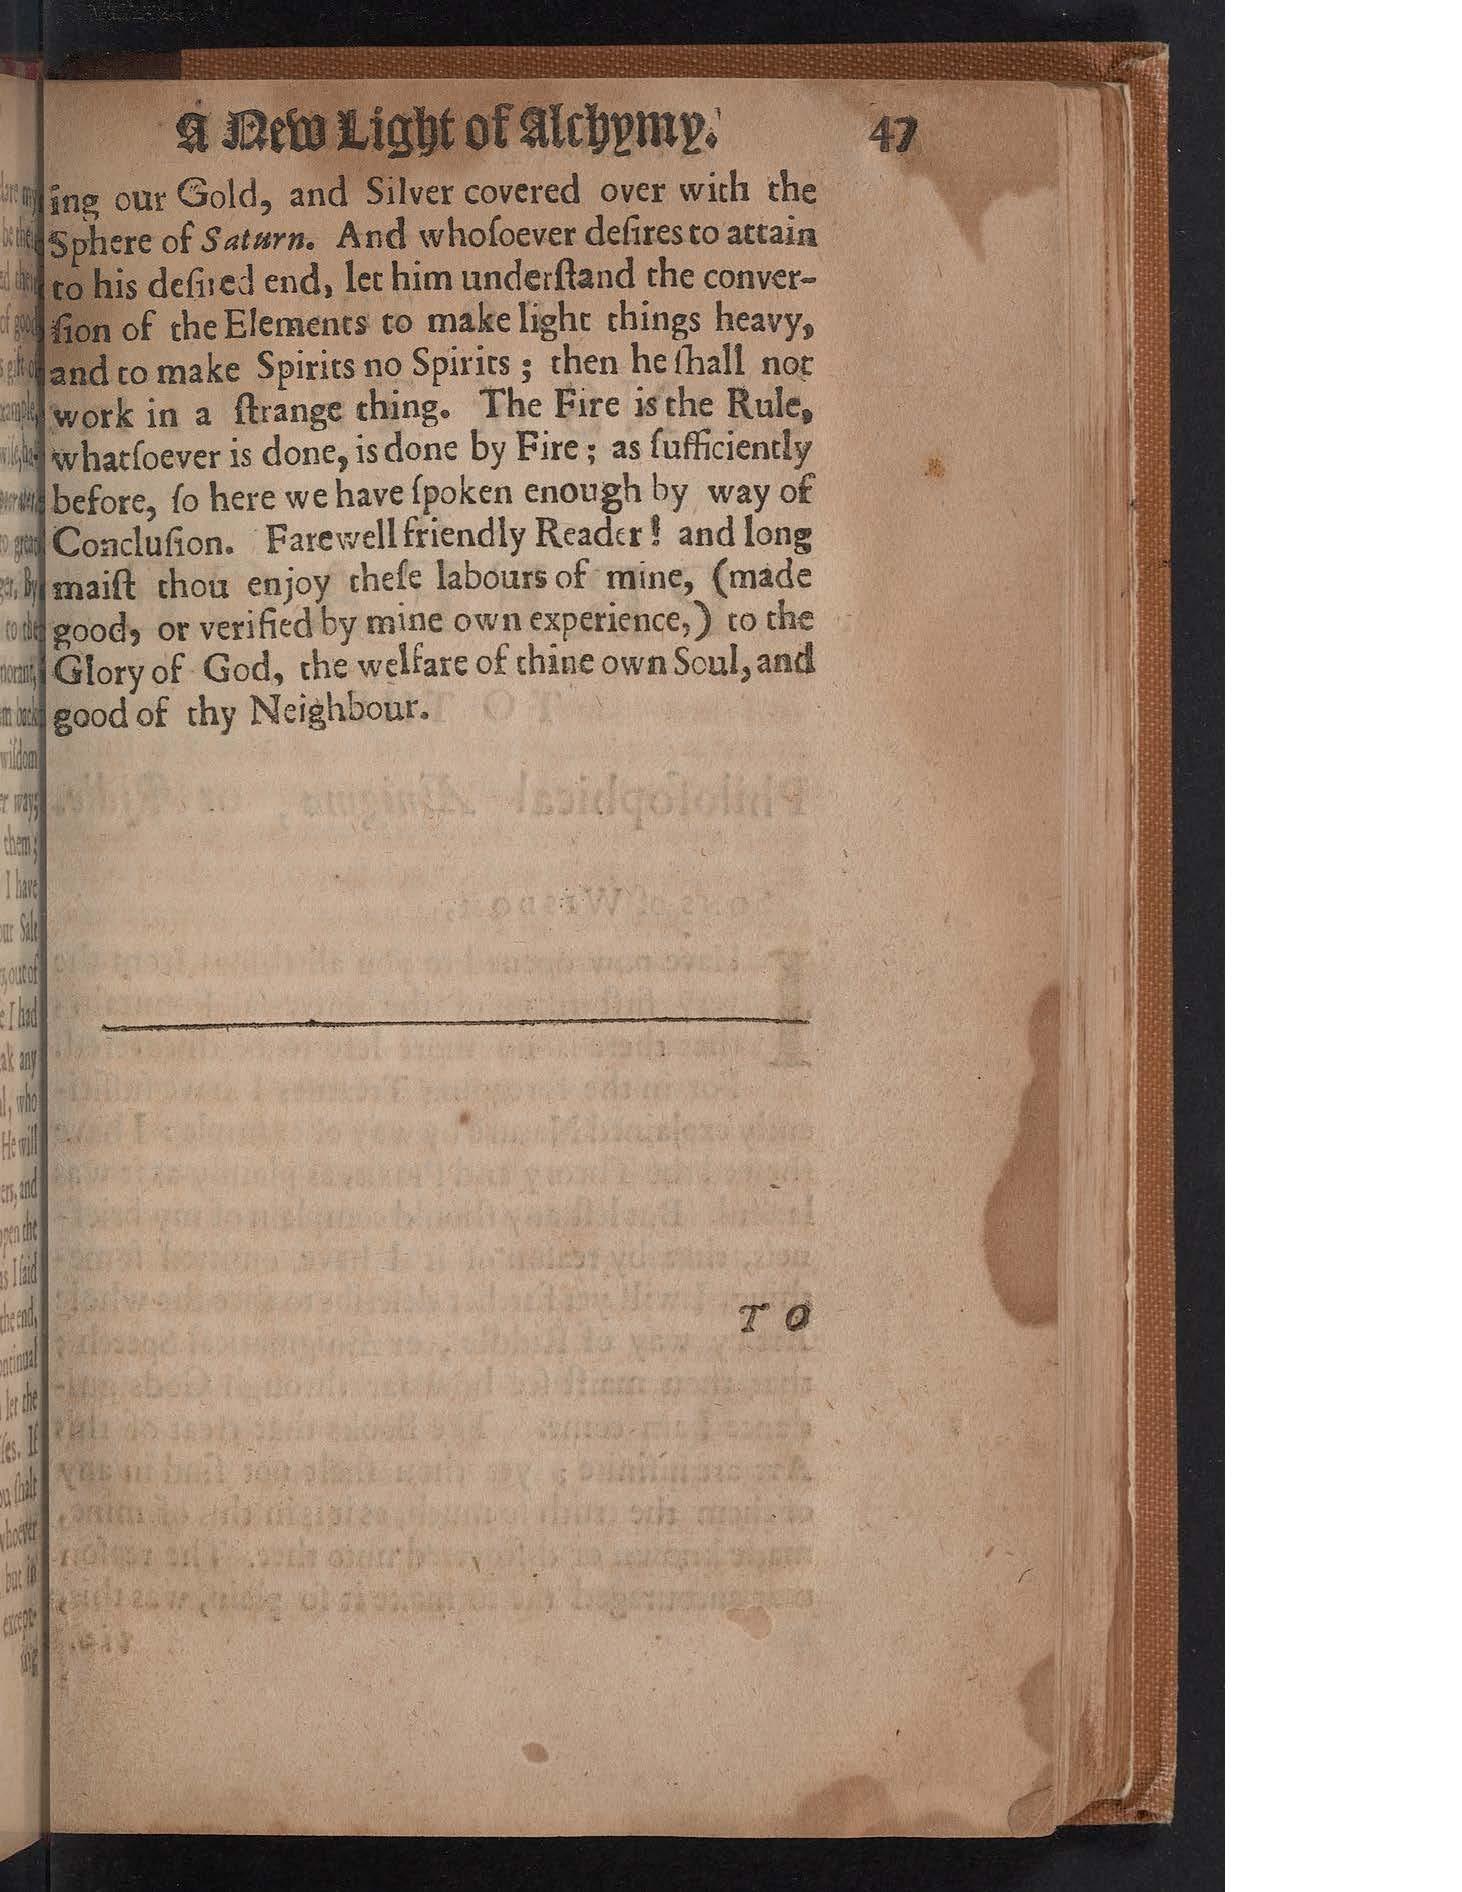 A New Light of Alchymy. 47
ing our Gold, and Silver covered over with the
Sphere of Saturn. And whoſoever deſires to attain
to his deſired end, let him underſtand the conver-
ſion of the Elements to make light things heavy,
and to make Spirits no Spirits ; then he ſhall not
work in a ſtrange thing. The Fire is the Rule,
whatſoever is done, is done by Fire ; as ſufficiently
before, ſo here we have ſpoken enough by way of
Concluſion. Farewell friendly Reader ! and long
maiſt thou enjoy theſe labours of mine, (made
good, or verified by mine own experience,) to the
Glory of God, the welfare of thine own Soul, and
good of thy Neighbour.
T O